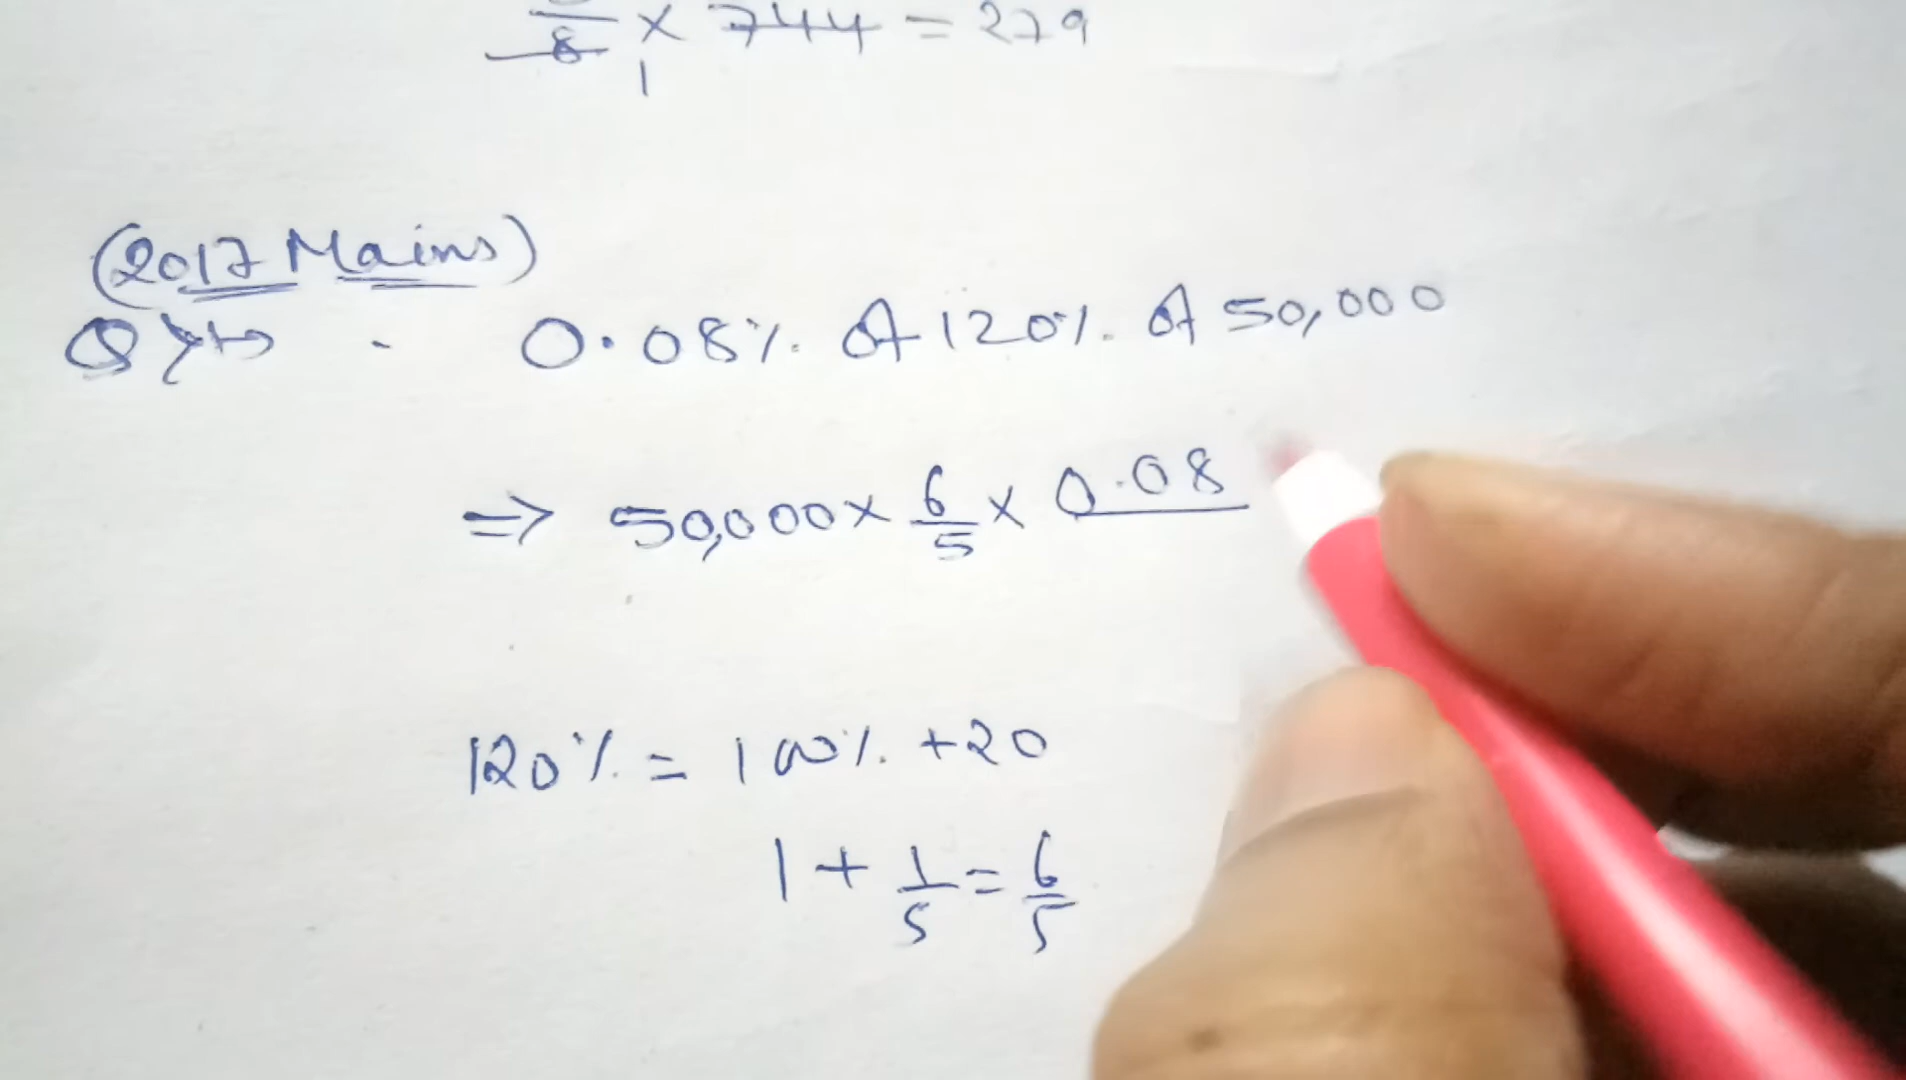 8 × 744 = 279
1
(2017 Mains)
0.08% of 120% of 50,000
⇒ 50,000 × 6/5 × 0.08
120% = 100% + 20
1 + 1/5 = 6/5